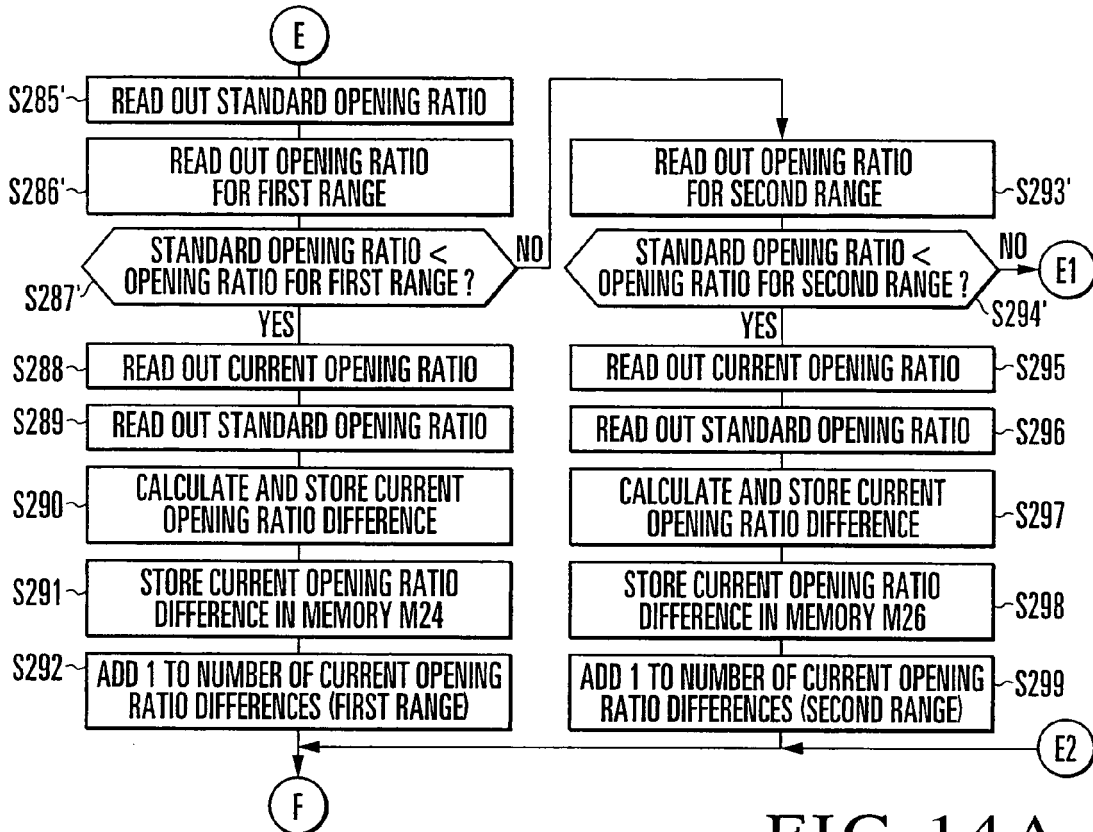 E
S285'
READ OUT STANDARD OPENING RATIO
S286'
READ OUT OPENING RATIO
FOR FIRST RANGE
S287'
STANDARD OPENING RATIO <
OPENING RATIO FOR FIRST RANGE ?
NO
YES
S288
READ OUT CURRENT OPENING RATIO
S289
READ OUT STANDARD OPENING RATIO
S290
CALCULATE AND STORE CURRENT
OPENING RATIO DIFFERENCE
S291
STORE CURRENT OPENING RATIO
DIFFERENCE IN MEMORY M24
S292
ADD 1 TO NUMBER OF CURRENT OPENING
RATIO DIFFERENCES (FIRST RANGE)
F
READ OUT OPENING RATIO
FOR SECOND RANGE
S293'
STANDARD OPENING RATIO <
OPENING RATIO FOR SECOND RANGE ?
S294'
NO
E1
YES
READ OUT CURRENT OPENING RATIO
S295
READ OUT STANDARD OPENING RATIO
S296
CALCULATE AND STORE CURRENT
OPENING RATIO DIFFERENCE
S297
STORE CURRENT OPENING RATIO
DIFFERENCE IN MEMORY M26
S298
ADD 1 TO NUMBER OF CURRENT OPENING
RATIO DIFFERENCES (SECOND RANGE)
S299
E2
FIG. 14A